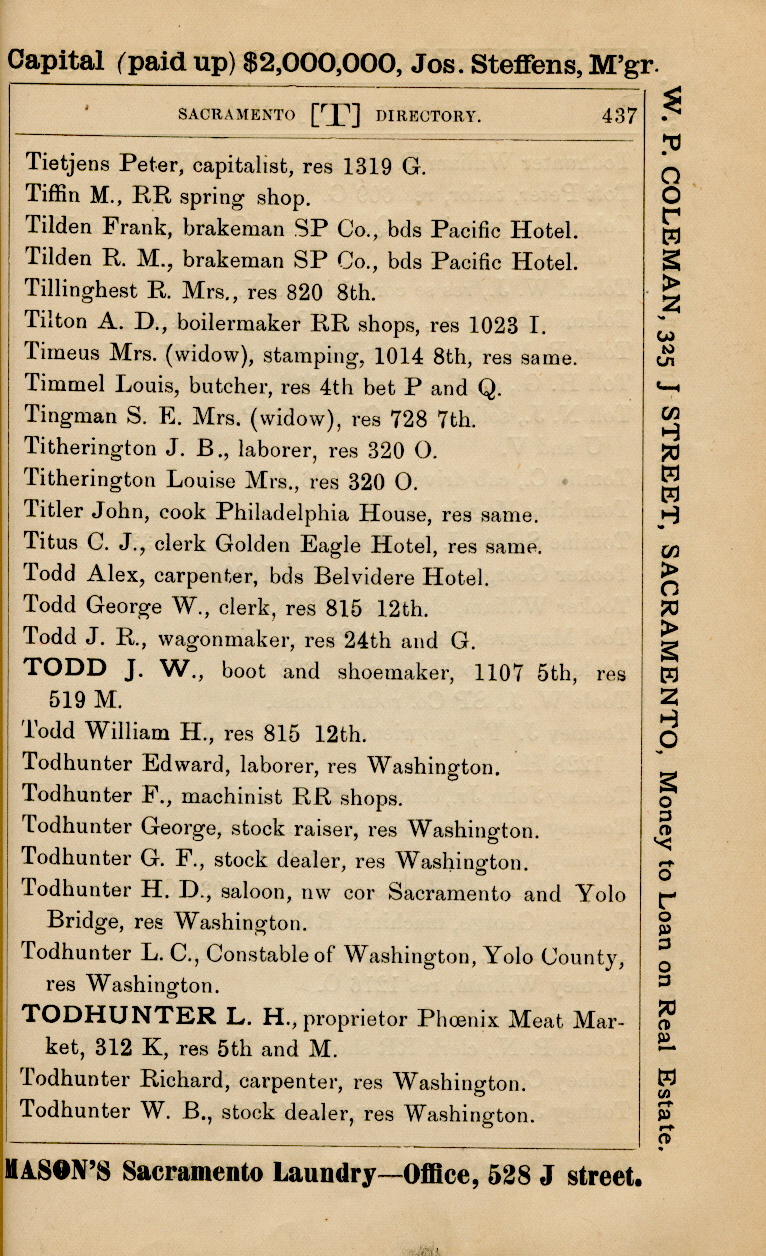 Capital (paid up) $2,000,000, Jos. Steffens, M'gr.
SACRAMENTO [T] DIRECTORY. 437
Tietjens Peter, capitalist, res 1319 G.
Tiffin M., RR spring shop.
Tilden Frank, brakeman SP Co., bds Pacific Hotel.
Tilden R. M., brakeman SP Co., bds Pacific Hotel.
Tillinghest R. Mrs., res 820 8th.
Tilton A. D., boilermaker RR shops, res 1023 I.
Timeus Mrs. (widow), stamping, 1014 8th, res same.
Timmel Louis, butcher, res 4th bet P and Q.
Tingman S. E. Mrs. (widow), res 728 7th.
Titherington J. B., laborer, res 320 O.
Titherington Louise Mrs., res 320 O.
Titler John, cook Philadelphia House, res same.
Titus C. J., clerk Golden Eagle Hotel, res same.
Todd Alex, carpenter, bds Belvidere Hotel.
Todd George W., clerk, res 815 12th.
Todd J. R., wagonmaker, res 24th and G.
TODD J. W., boot and shoemaker, 1107 5th, res
519 M.
Todd William H., res 815 12th.
Todhunter Edward, laborer, res Washington.
Todhunter F., machinist RR shops.
Todhunter George, stock raiser, res Washington.
Todhunter G. F., stock dealer, res Washington.
Todhunter H. D., saloon, nw cor Sacramento and Yolo
Bridge, res Washington.
Todhunter L. C., Constable of Washington, Yolo County,
res Washington.
TODHUNTER L. H., proprietor Phœnix Meat Mar-
ket, 312 K, res 5th and M.
Todhunter Richard, carpenter, res Washington.
Todhunter W. B., stock dealer, res Washington.
MASON'S Sacramento Laundry—Office, 528 J street.
W. P. COLEMAN, 325 J STREET, SACRAMENTO, Money to Loan on Real Estate.